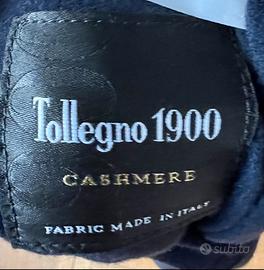 Tollegno 1900
CASHMERE
FABRIC MADE IN ITALY
subito